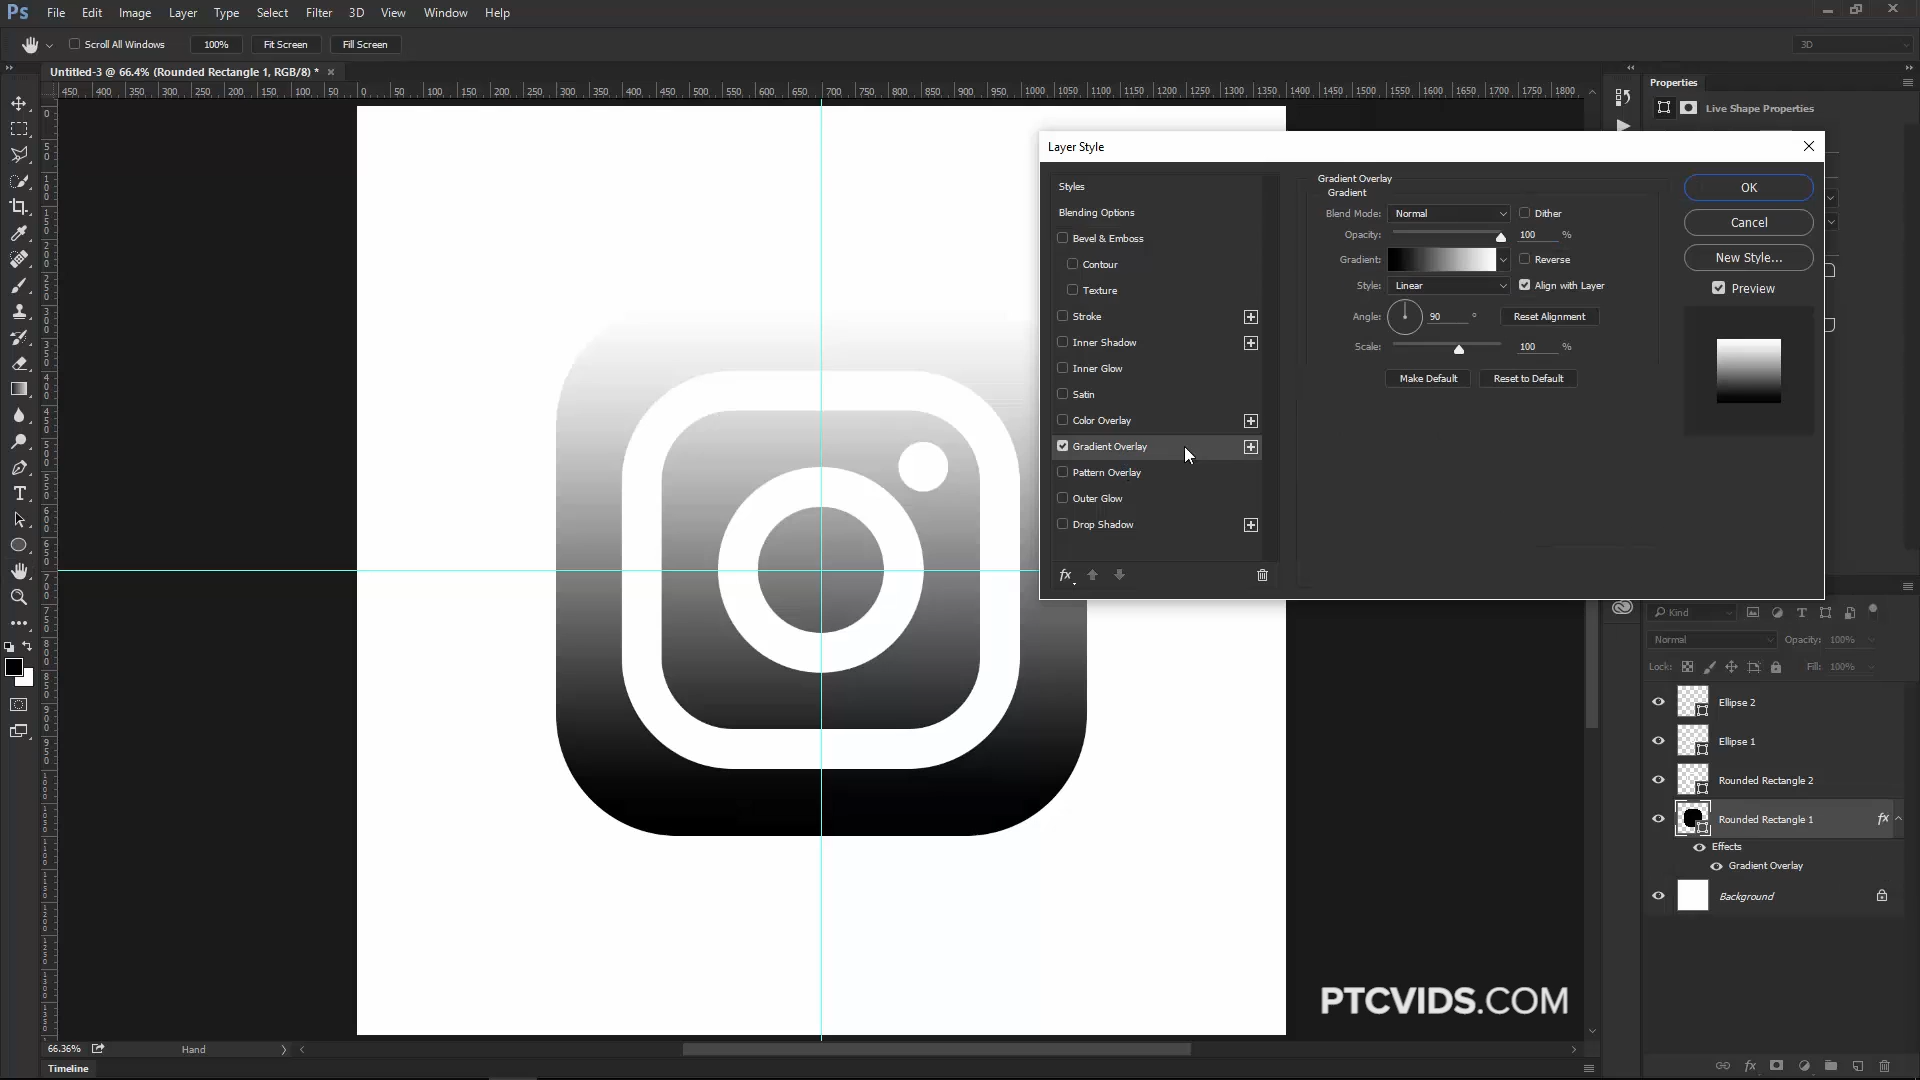 Ps File Edit Image Layer Type Select Filter 3D View Window Help
Scroll All Windows 100% Fit Screen Fill Screen 3D
Untitled-3 @ 66.4% (Rounded Rectangle 1, RGB/8) *
450 400 350 300 250 200 150 100 50 0 50 100 150 200 250 300 350 400 450 500 550 600 650 700 750 800 850 900 950 1000 1050 1100 1150 1200 1250 1300 1350 1400 1450 1500 1550 1600 1650 1700 1750 1800
Properties
Live Shape Properties
Layer Style
Styles
Blending Options
Bevel & Emboss
Contour
Texture
Stroke
Inner Shadow
Inner Glow
Satin
Color Overlay
Gradient Overlay
Pattern Overlay
Outer Glow
Drop Shadow
fx
Gradient Overlay
Gradient
Blend Mode: Normal Dither
Opacity: 100 %
Gradient: Reverse
Style: Linear Align with Layer
Angle: 90 ° Reset Alignment
Scale: 100 %
Make Default Reset to Default
OK
Cancel
New Style...
Preview
Kind
Normal Opacity: 100%
Lock: Fill: 100%
Ellipse 2
Ellipse 1
Rounded Rectangle 2
Rounded Rectangle 1 fx
Effects
Gradient Overlay
Background
fx
PTCVIDS.COM
66.36% Hand
Timeline